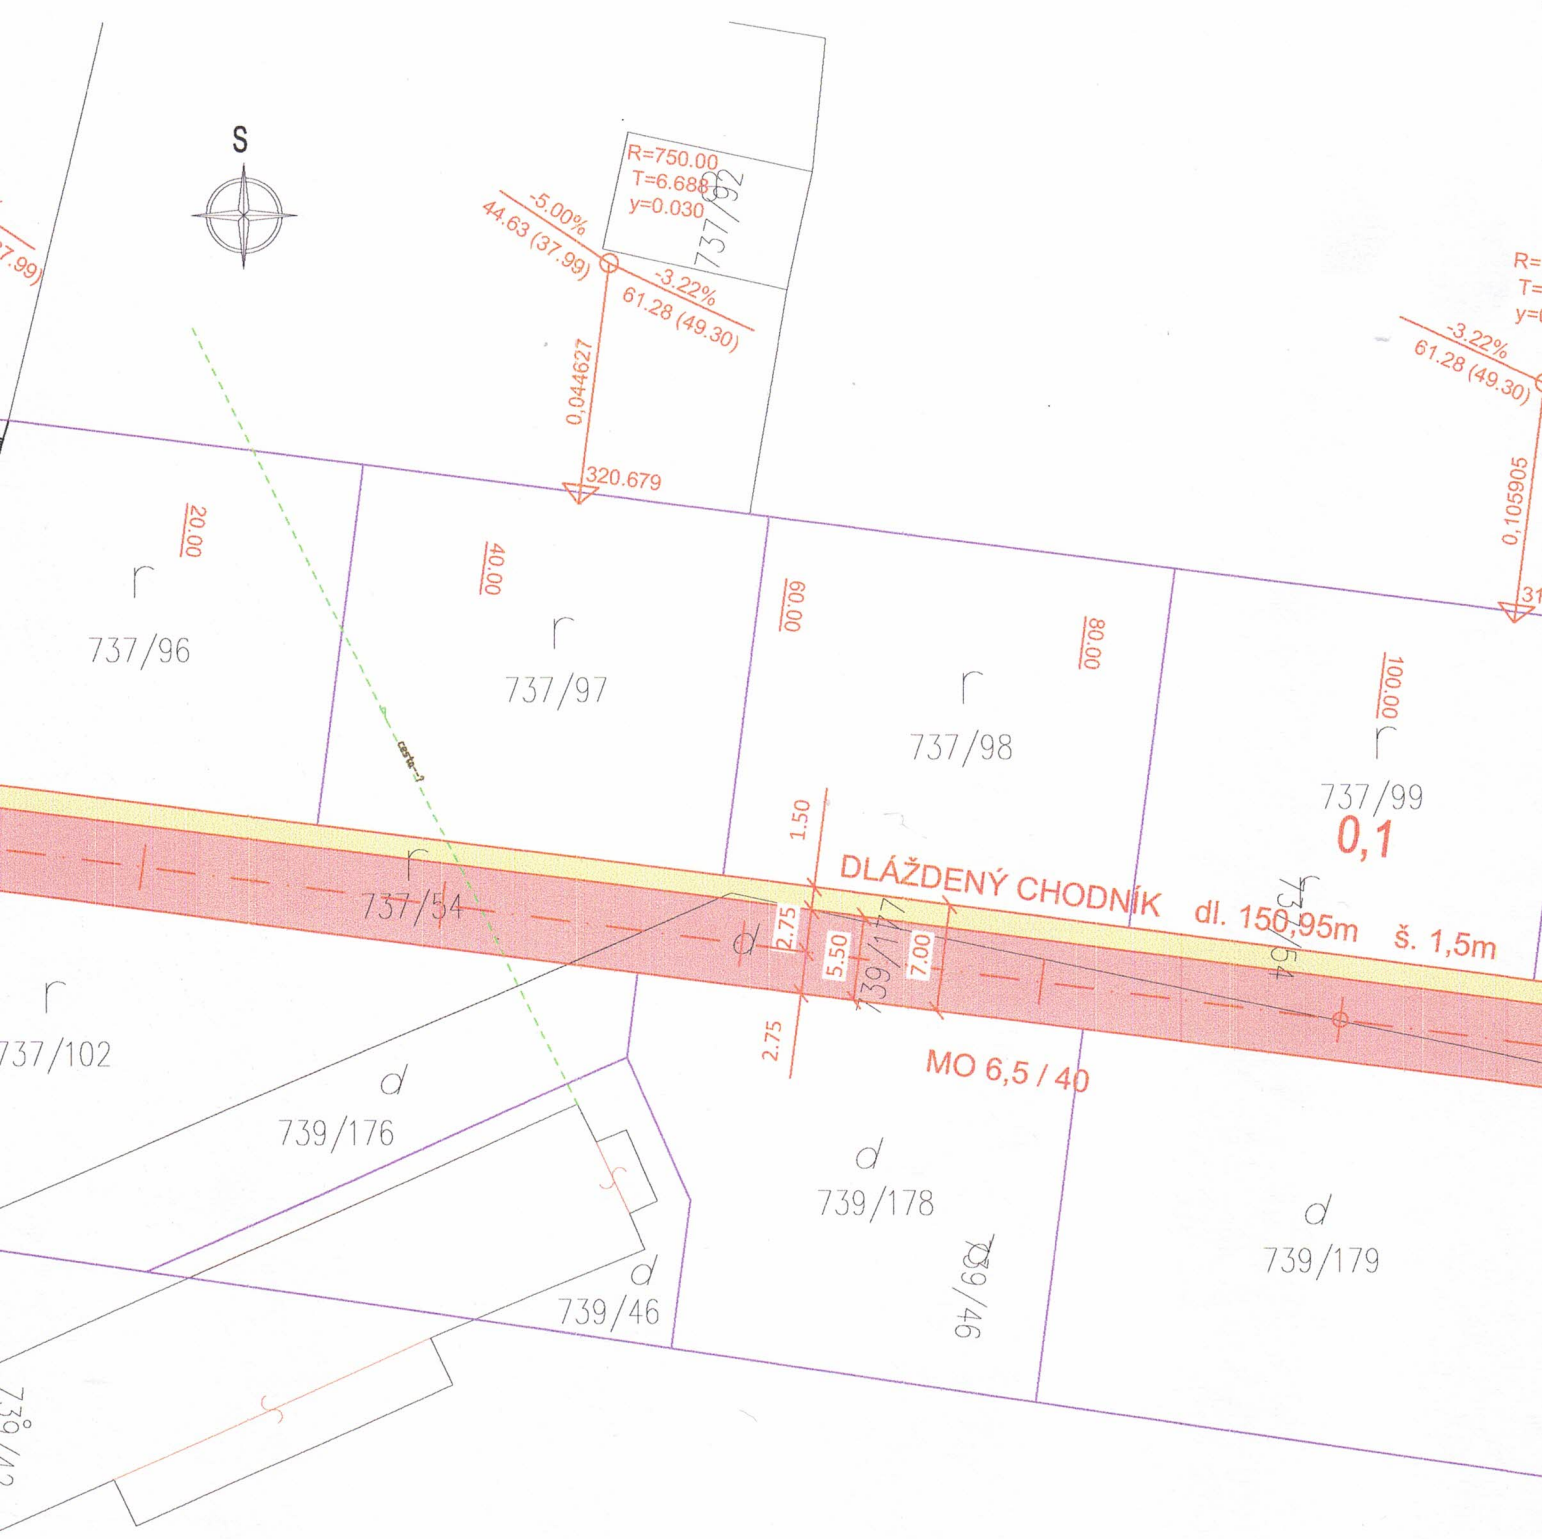 S
R=750.00
T=6.688
y=0.030
737/92
-5.00%
44.63 (37.99)
-3.22%
61.28 (49.30)
0,044627
320.679
-3.22%
61.28 (49.30)
0,105905
20.00
40.00
60.00
80.00
100.00
r
737/96
r
737/97
r
737/98
r
737/99
0,1
cesta
1.50
DLÁŽDENÝ CHODNÍK dl. 150,95m š. 1,5m
r
737/54
d
2.75
5.50
7.00
2.75
MO 6,5 / 40
r
737/102
d
739/176
d
739/178
d
739/179
d
739/46
739/46